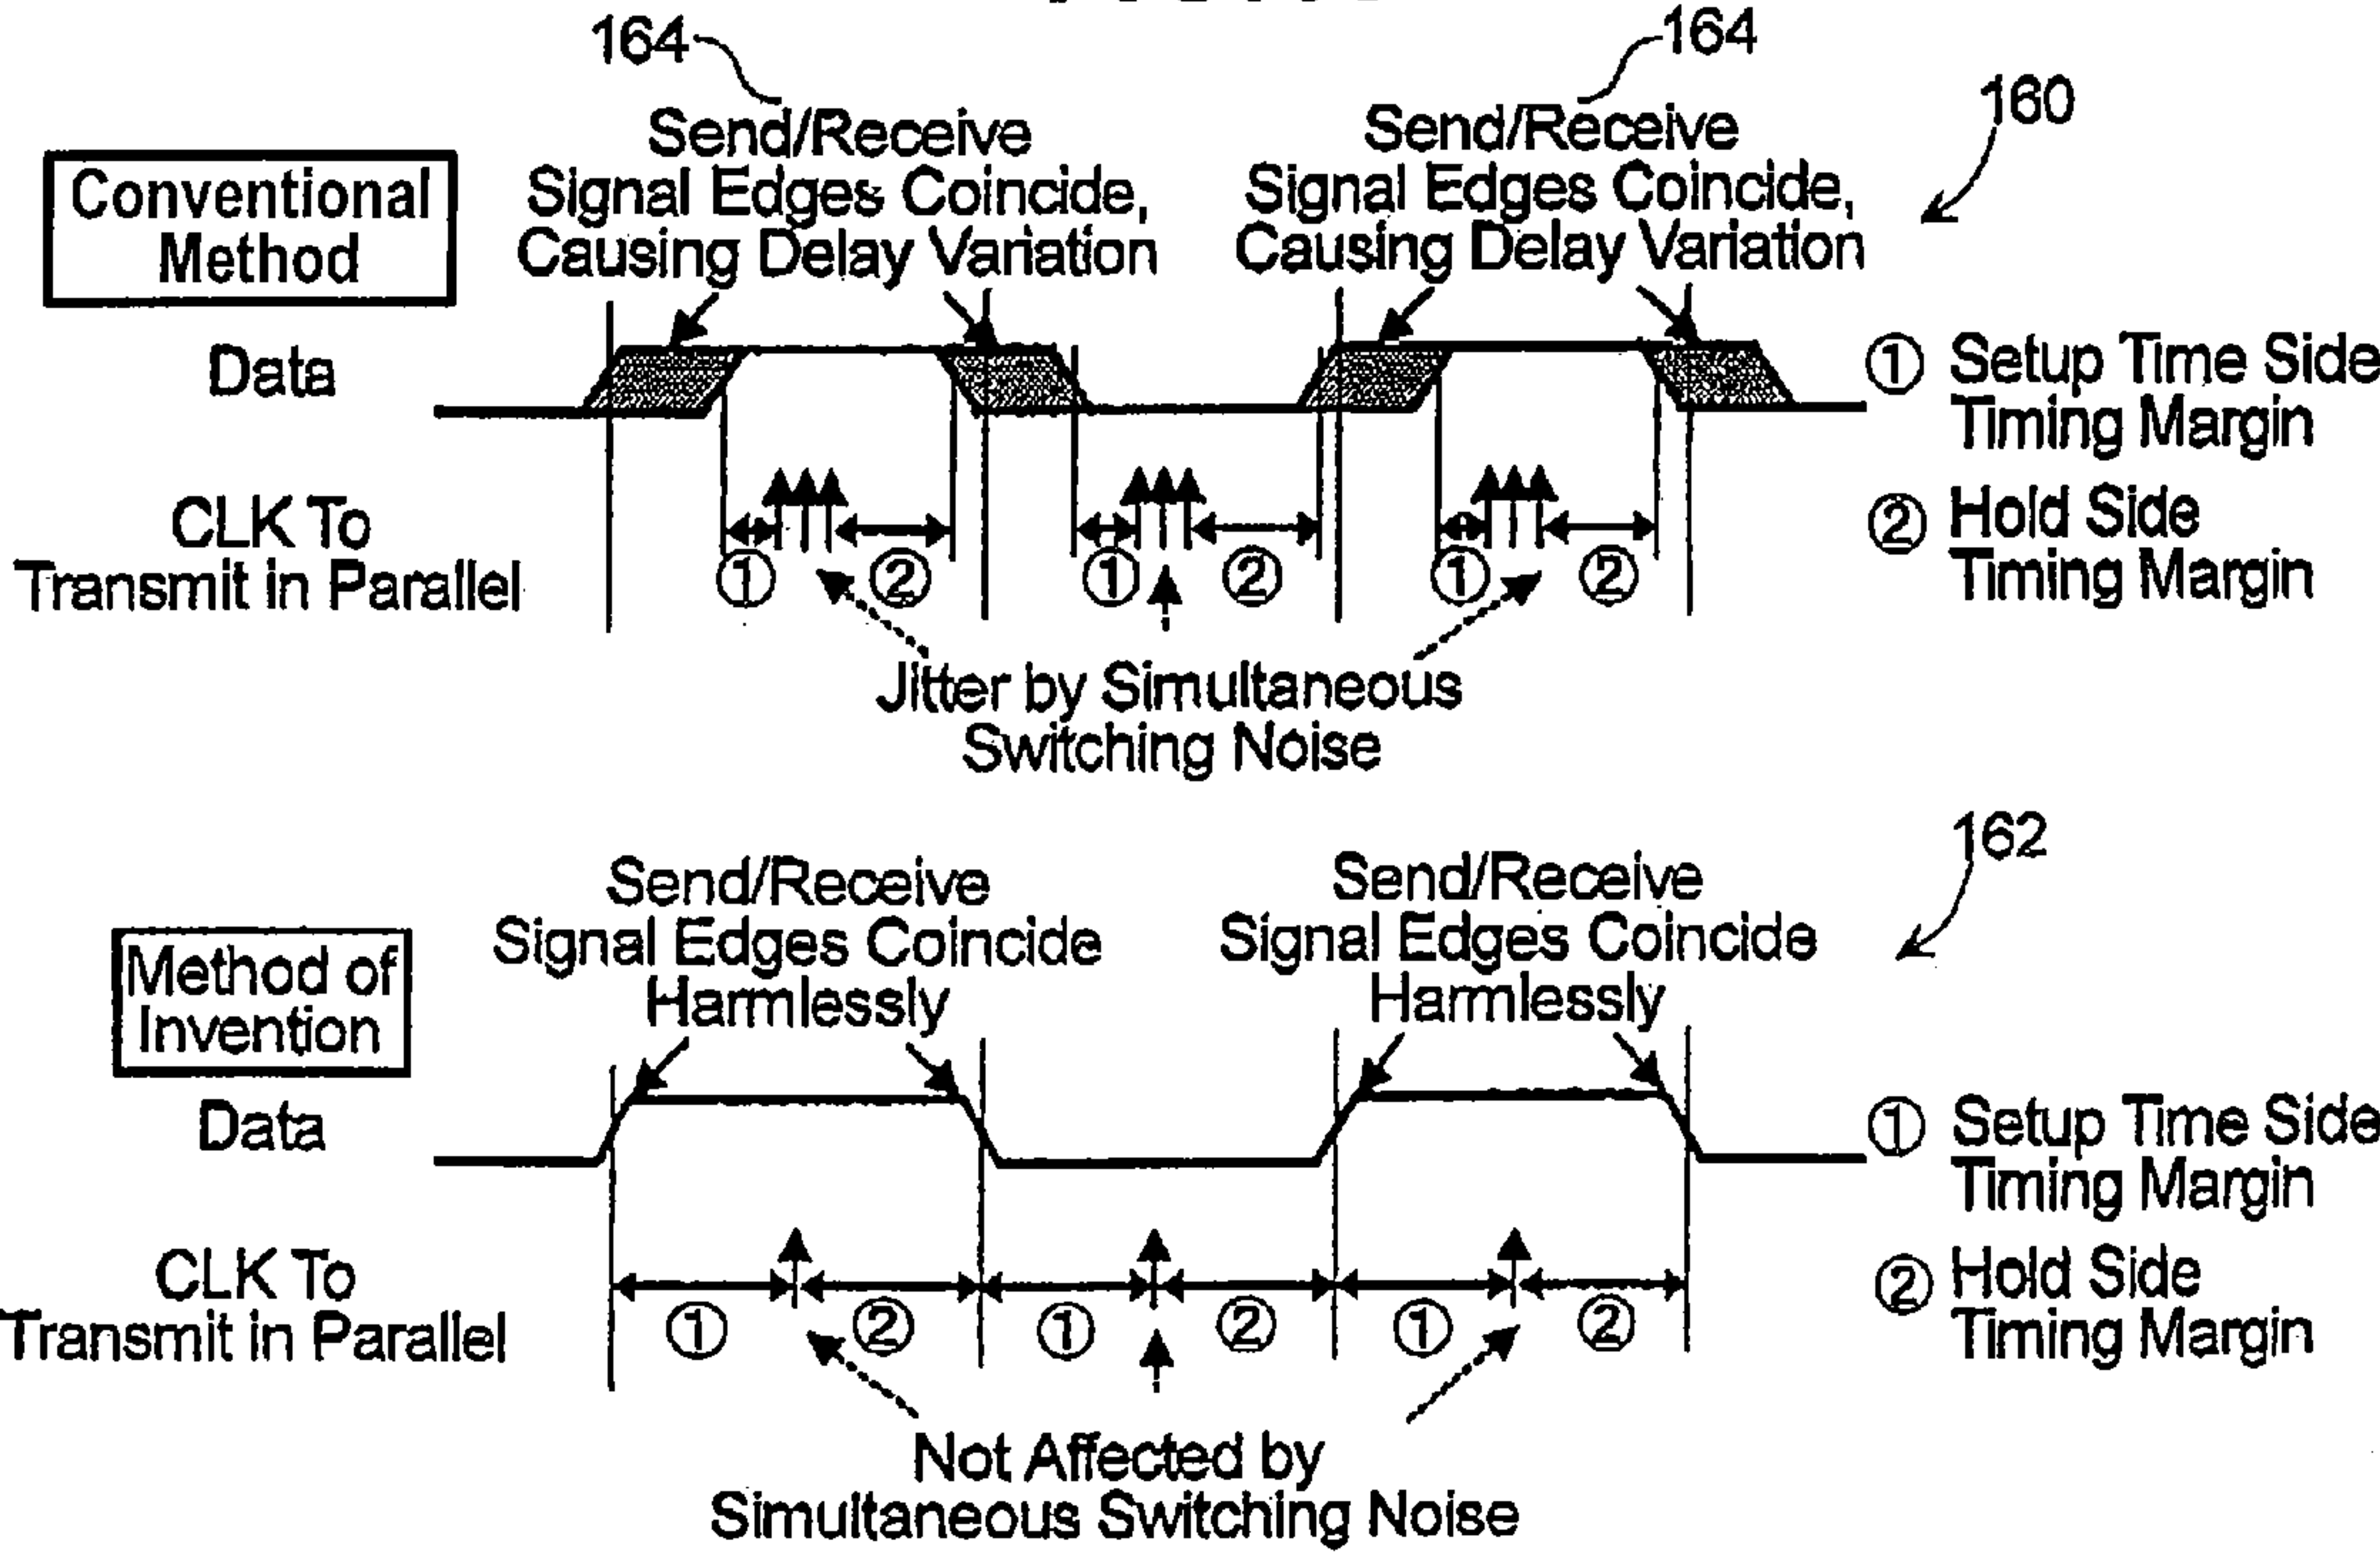 164
164
160
Conventional
Method
Send/Receive
Signal Edges Coincide,
Causing Delay Variation
Send/Receive
Signal Edges Coincide,
Causing Delay Variation
Data
① Setup Time Side
Timing Margin
CLK To
Transmit in Parallel
① ② ① ② ① ②
② Hold Side
Timing Margin
Jitter by Simultaneous
Switching Noise
162
Method of
Invention
Send/Receive
Signal Edges Coincide
Harmlessly
Send/Receive
Signal Edges Coincide
Harmlessly
Data
① Setup Time Side
Timing Margin
CLK To
Transmit in Parallel
① ② ① ② ① ②
② Hold Side
Timing Margin
Not Affected by
Simultaneous Switching Noise